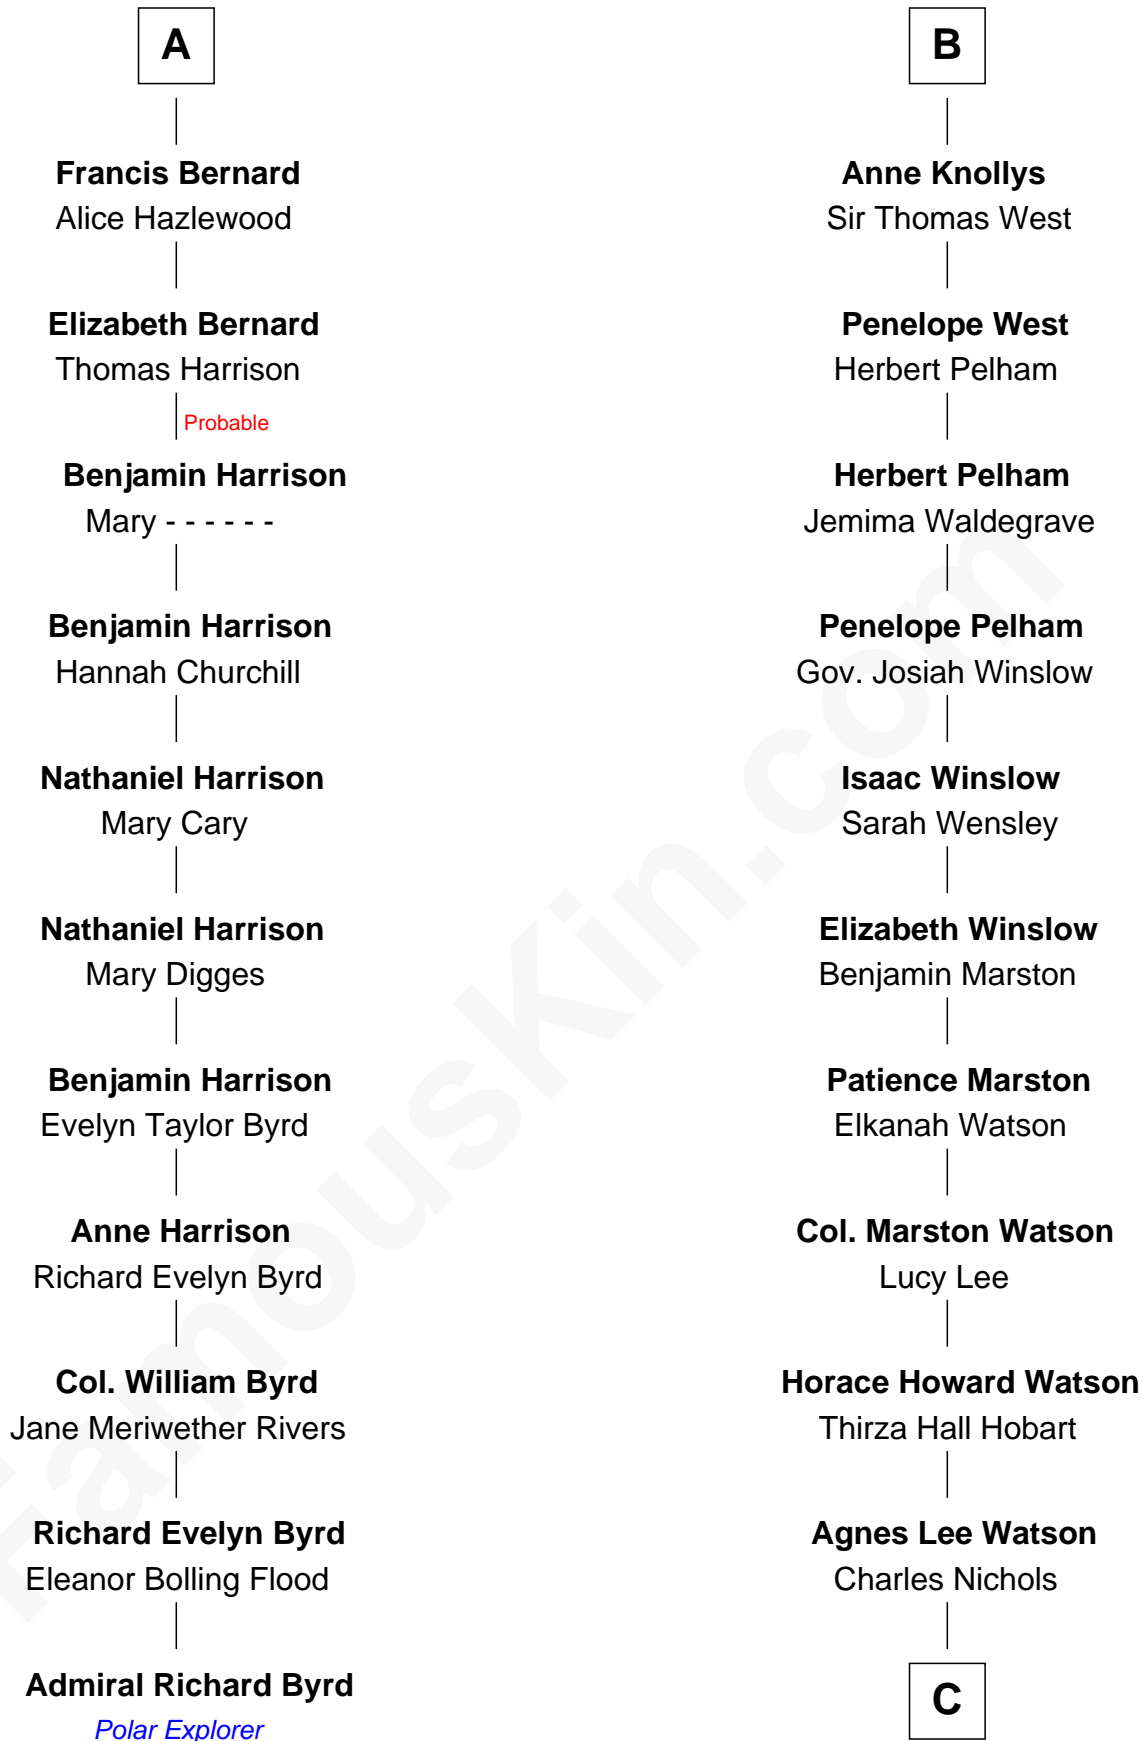 A
Francis Bernard
Alice Hazlewood
Elizabeth Bernard
Thomas Harrison
Probable
Benjamin Harrison
Mary - - - - - -
Benjamin Harrison
Hannah Churchill
Nathaniel Harrison
Mary Cary
Nathaniel Harrison
Mary Digges
Benjamin Harrison
Evelyn Taylor Byrd
Anne Harrison
Richard Evelyn Byrd
Col. William Byrd
Jane Meriwether Rivers
Richard Evelyn Byrd
Eleanor Bolling Flood
Admiral Richard Byrd
Polar Explorer
B
Anne Knollys
Sir Thomas West
Penelope West
Herbert Pelham
Herbert Pelham
Jemima Waldegrave
Penelope Pelham
Gov. Josiah Winslow
Isaac Winslow
Sarah Wensley
Elizabeth Winslow
Benjamin Marston
Patience Marston
Elkanah Watson
Col. Marston Watson
Lucy Lee
Horace Howard Watson
Thirza Hall Hobart
Agnes Lee Watson
Charles Nichols
C
FamousKin.com